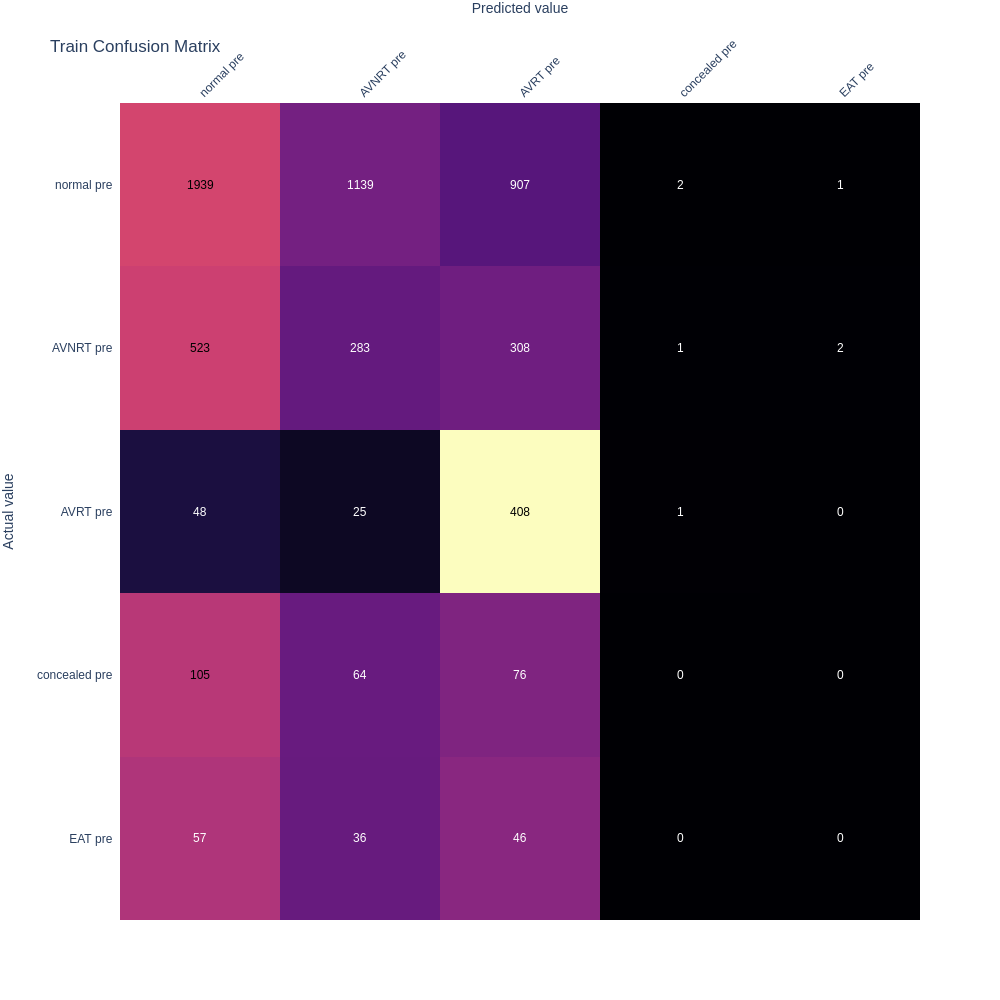 Predicted value
Train Confusion Matrix
normal pre AVNRT pre AVRT pre concealed pre EAT pre
normal pre 1939 1139 907 2 1
AVNRT pre 523 283 308 1 2
Actual value
AVRT pre 48 25 408 1 0
concealed pre 105 64 76 0 0
EAT pre 57 36 46 0 0